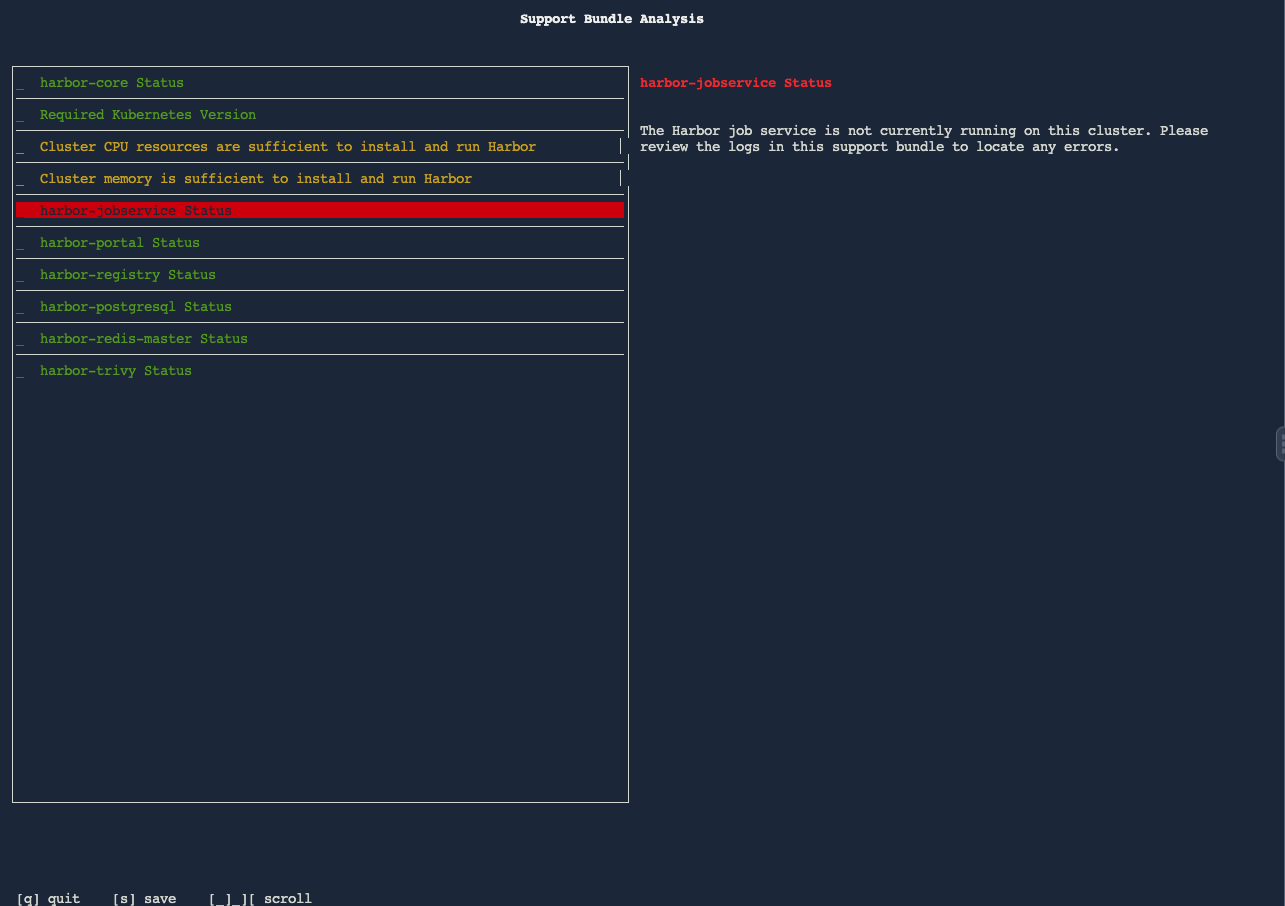 Support Bundle Analysis
_ harbor-core Status
_ Required Kubernetes Version
_ Cluster CPU resources are sufficient to install and run Harbor
_ Cluster memory is sufficient to install and run Harbor
harbor-jobservice Status
_ harbor-portal Status
_ harbor-registry Status
_ harbor-postgresql Status
_ harbor-redis-master Status
_ harbor-trivy Status
harbor-jobservice Status
The Harbor job service is not currently running on this cluster. Please
review the logs in this support bundle to locate any errors.
[q] quit [s] save [_]_][ scroll